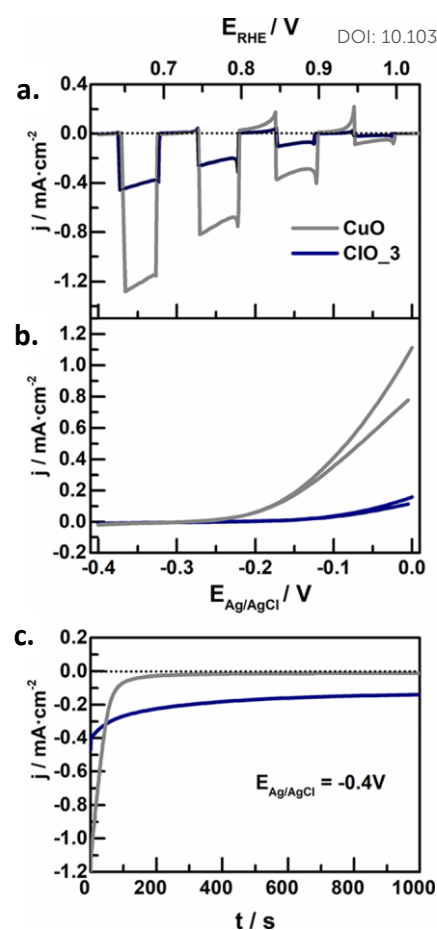 E_RHE / V
DOI: 10.103
0.7 0.8 0.9 1.0
a.
0.4
0.0
-0.4
-0.8
-1.2
j / mA·cm⁻²
CuO
ClO_3
b.
1.2
1.0
0.8
0.6
0.4
0.2
0.0
-0.2
j / mA·cm⁻²
-0.4 -0.3 -0.2 -0.1 0.0
E_Ag/AgCl / V
c.
0.2
0.0
-0.2
-0.4
-0.6
-0.8
-1.0
-1.2
j / mA·cm⁻²
E_Ag/AgCl = -0.4V
0 200 400 600 800 1000
t / s